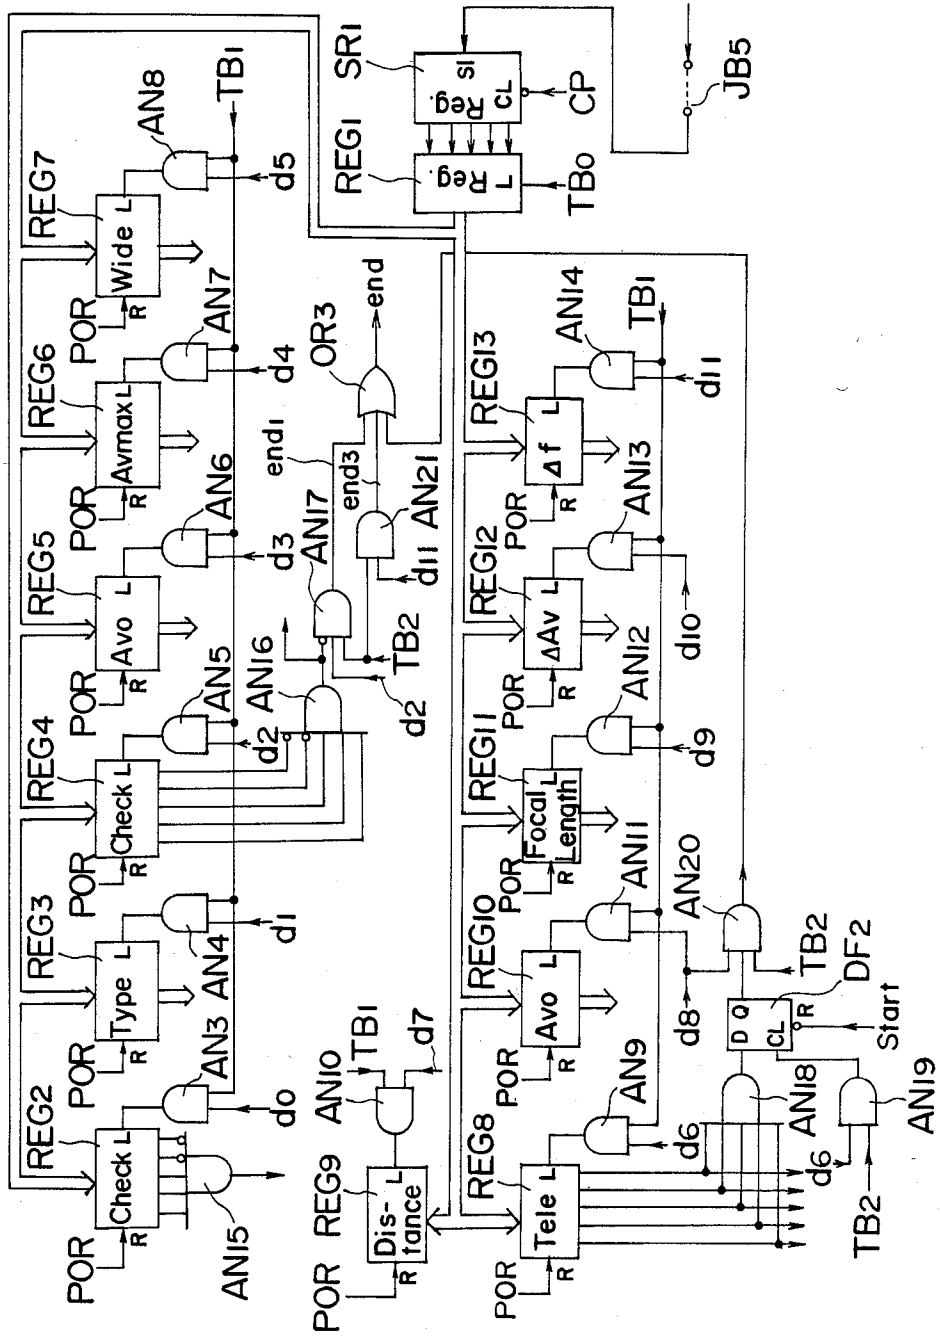 REG2
REG3
REG4
REG5
REG6
REG7
POR
R
Check
L
POR
R
Type
L
POR
R
Check
L
POR
R
Avo
L
POR
R
Avmax
L
POR
R
Wide
L
AN3
AN4
AN5
AN6
AN7
AN8
TB1
d0
d1
d2
d3
d4
d5
AN15
AN16
AN17
end1
end3
OR3
end
AN21
d11
TB2
d2
REG1
SR1
Reg.
L
TB0
Reg.
SI
CL
CP
JB5
REG9
POR
R
Dis-
tance
L
AN10
TB1
d7
REG8
REG10
REG11
REG12
REG13
POR
R
Tele
L
POR
R
Avo
L
POR
R
Focal
Length
L
POR
R
ΔAv
L
POR
R
Δf
L
AN9
AN11
AN12
AN13
AN14
TB1
d6
d8
d9
d10
d11
AN18
AN19
d6
TB2
D
Q
CL
R
DF2
Start
AN20
TB2